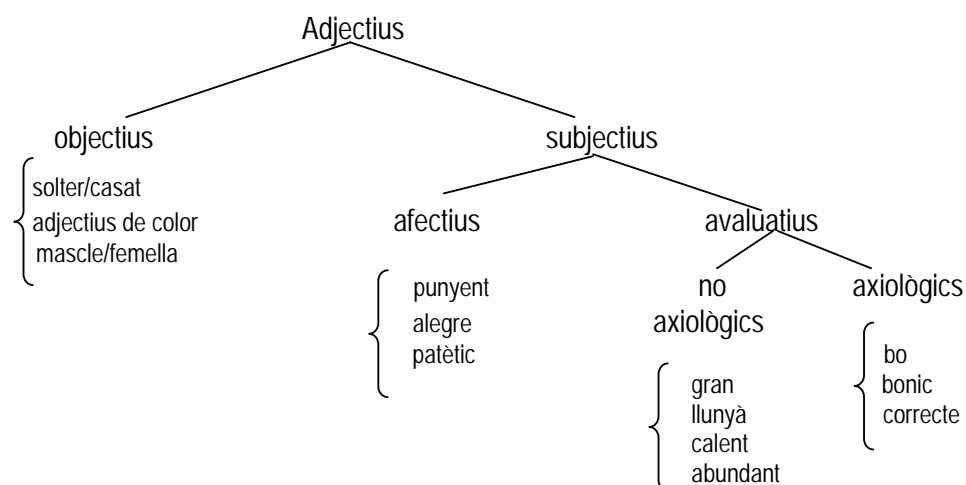 Adjectius
objectius
subjectius
solter/casat
adjectius de color
mascle/femella
afectius
avaluatius
punyent
alegre
patètic
no
axiològics
axiològics
gran
llunyà
calent
abundant
bo
bonic
correcte